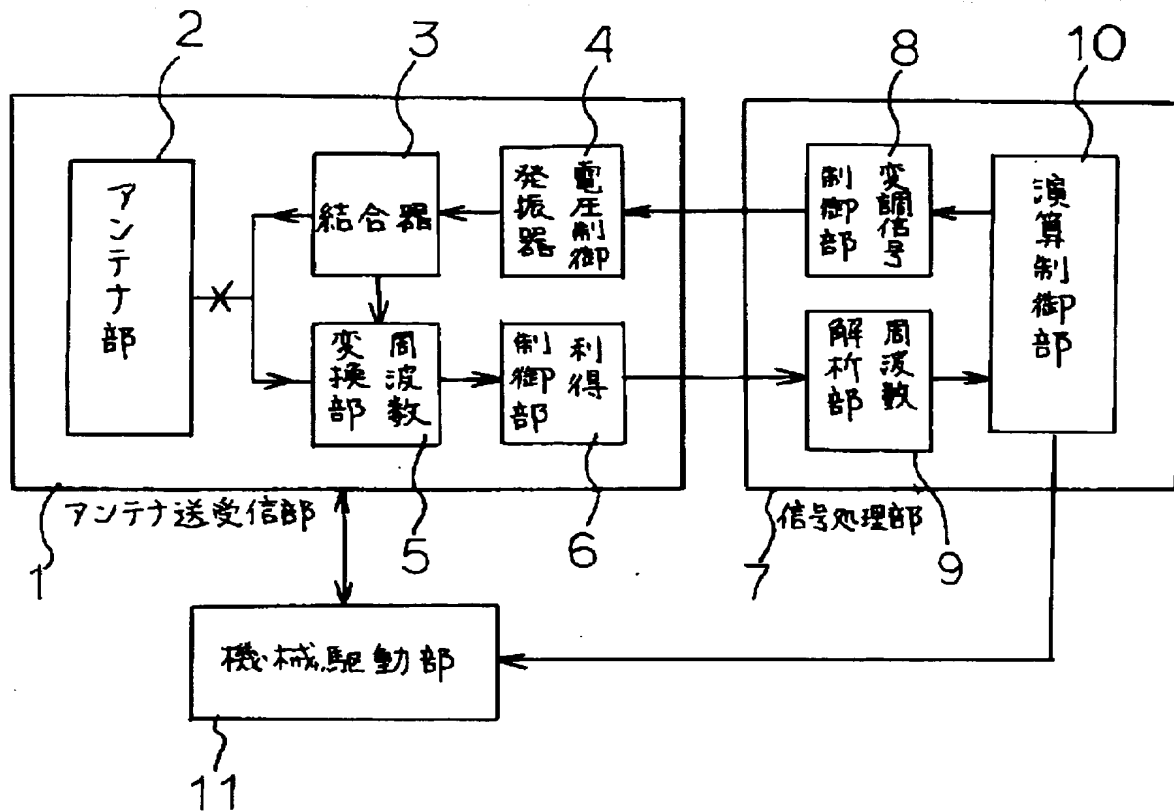 2
3
4
8
10
アンテナ部
結合器
電圧制御
発振器
変調信号
制御部
演算制御部
周波数
変換部
利得
制御部
周波数
解析部
アンテナ送受信部
信号処理部
1
5
6
7
9
機械駆動部
11